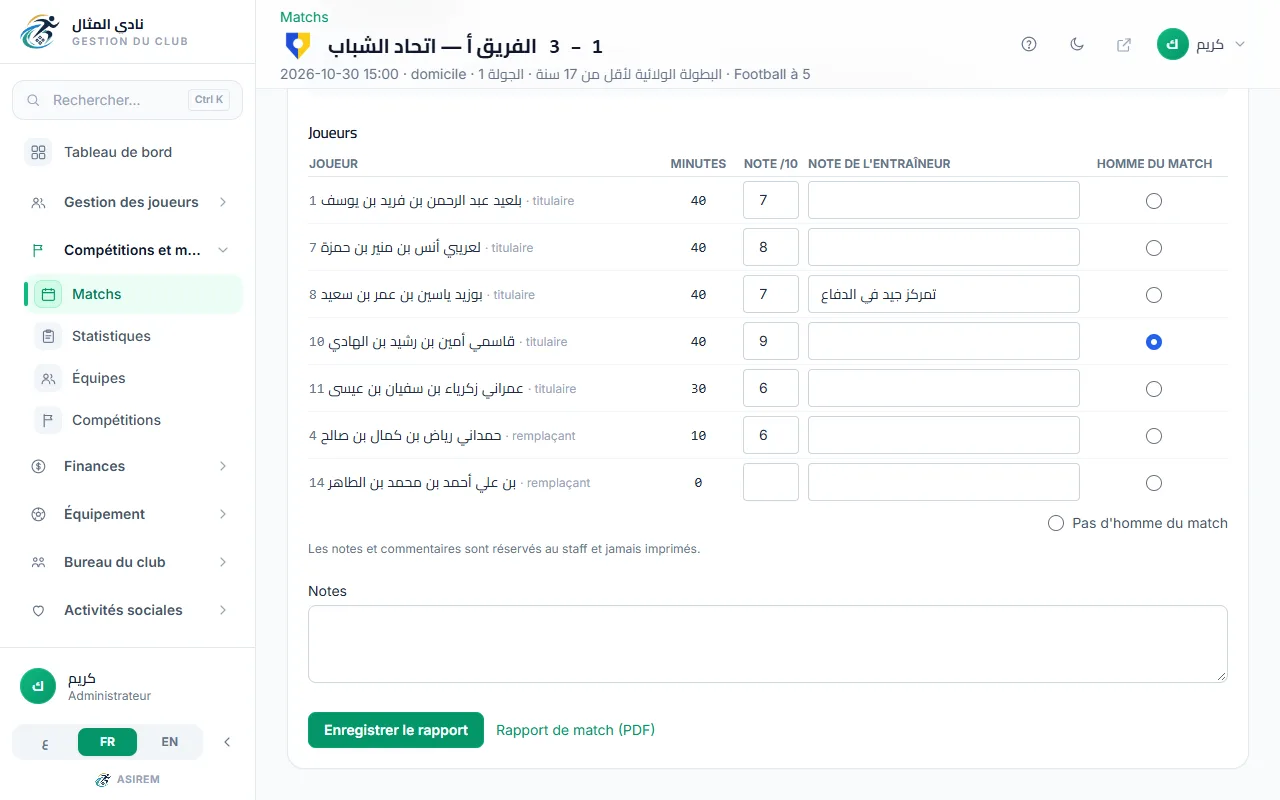 نادي المثال
GESTION DU CLUB
Rechercher... Ctrl K
Tableau de bord
Gestion des joueurs
Compétitions et m...
Matchs
Statistiques
Équipes
Compétitions
Finances
Équipement
Bureau du club
Activités sociales
كريم
Administrateur
ع FR EN
ASIREM
Matchs
الفريق أ — اتحاد الشباب 3 – 1
2026-10-30 15:00 · domicile · البطولة الولائية لأقل من 17 سنة · الجولة 1 · Football à 5
ك كريم
Joueurs
JOUEUR MINUTES NOTE /10 NOTE DE L'ENTRAÎNEUR HOMME DU MATCH
1 بلعيد عبد الرحمن بن فريد بن يوسف · titulaire 40 7
7 لعريبي أنس بن منير بن حمزة · titulaire 40 8
8 بوزيد ياسين بن عمر بن سعيد · titulaire 40 7 تمركز جيد في الدفاع
10 قاسمي أمين بن رشيد بن الهادي · titulaire 40 9
11 عمراني زكرياء بن سفيان بن عيسى · titulaire 30 6
4 حمداني رياض بن كمال بن صالح · remplaçant 10 6
14 بن علي أحمد بن محمد بن الطاهر · remplaçant 0
Pas d'homme du match
Les notes et commentaires sont réservés au staff et jamais imprimés.
Notes
Enregistrer le rapport Rapport de match (PDF)